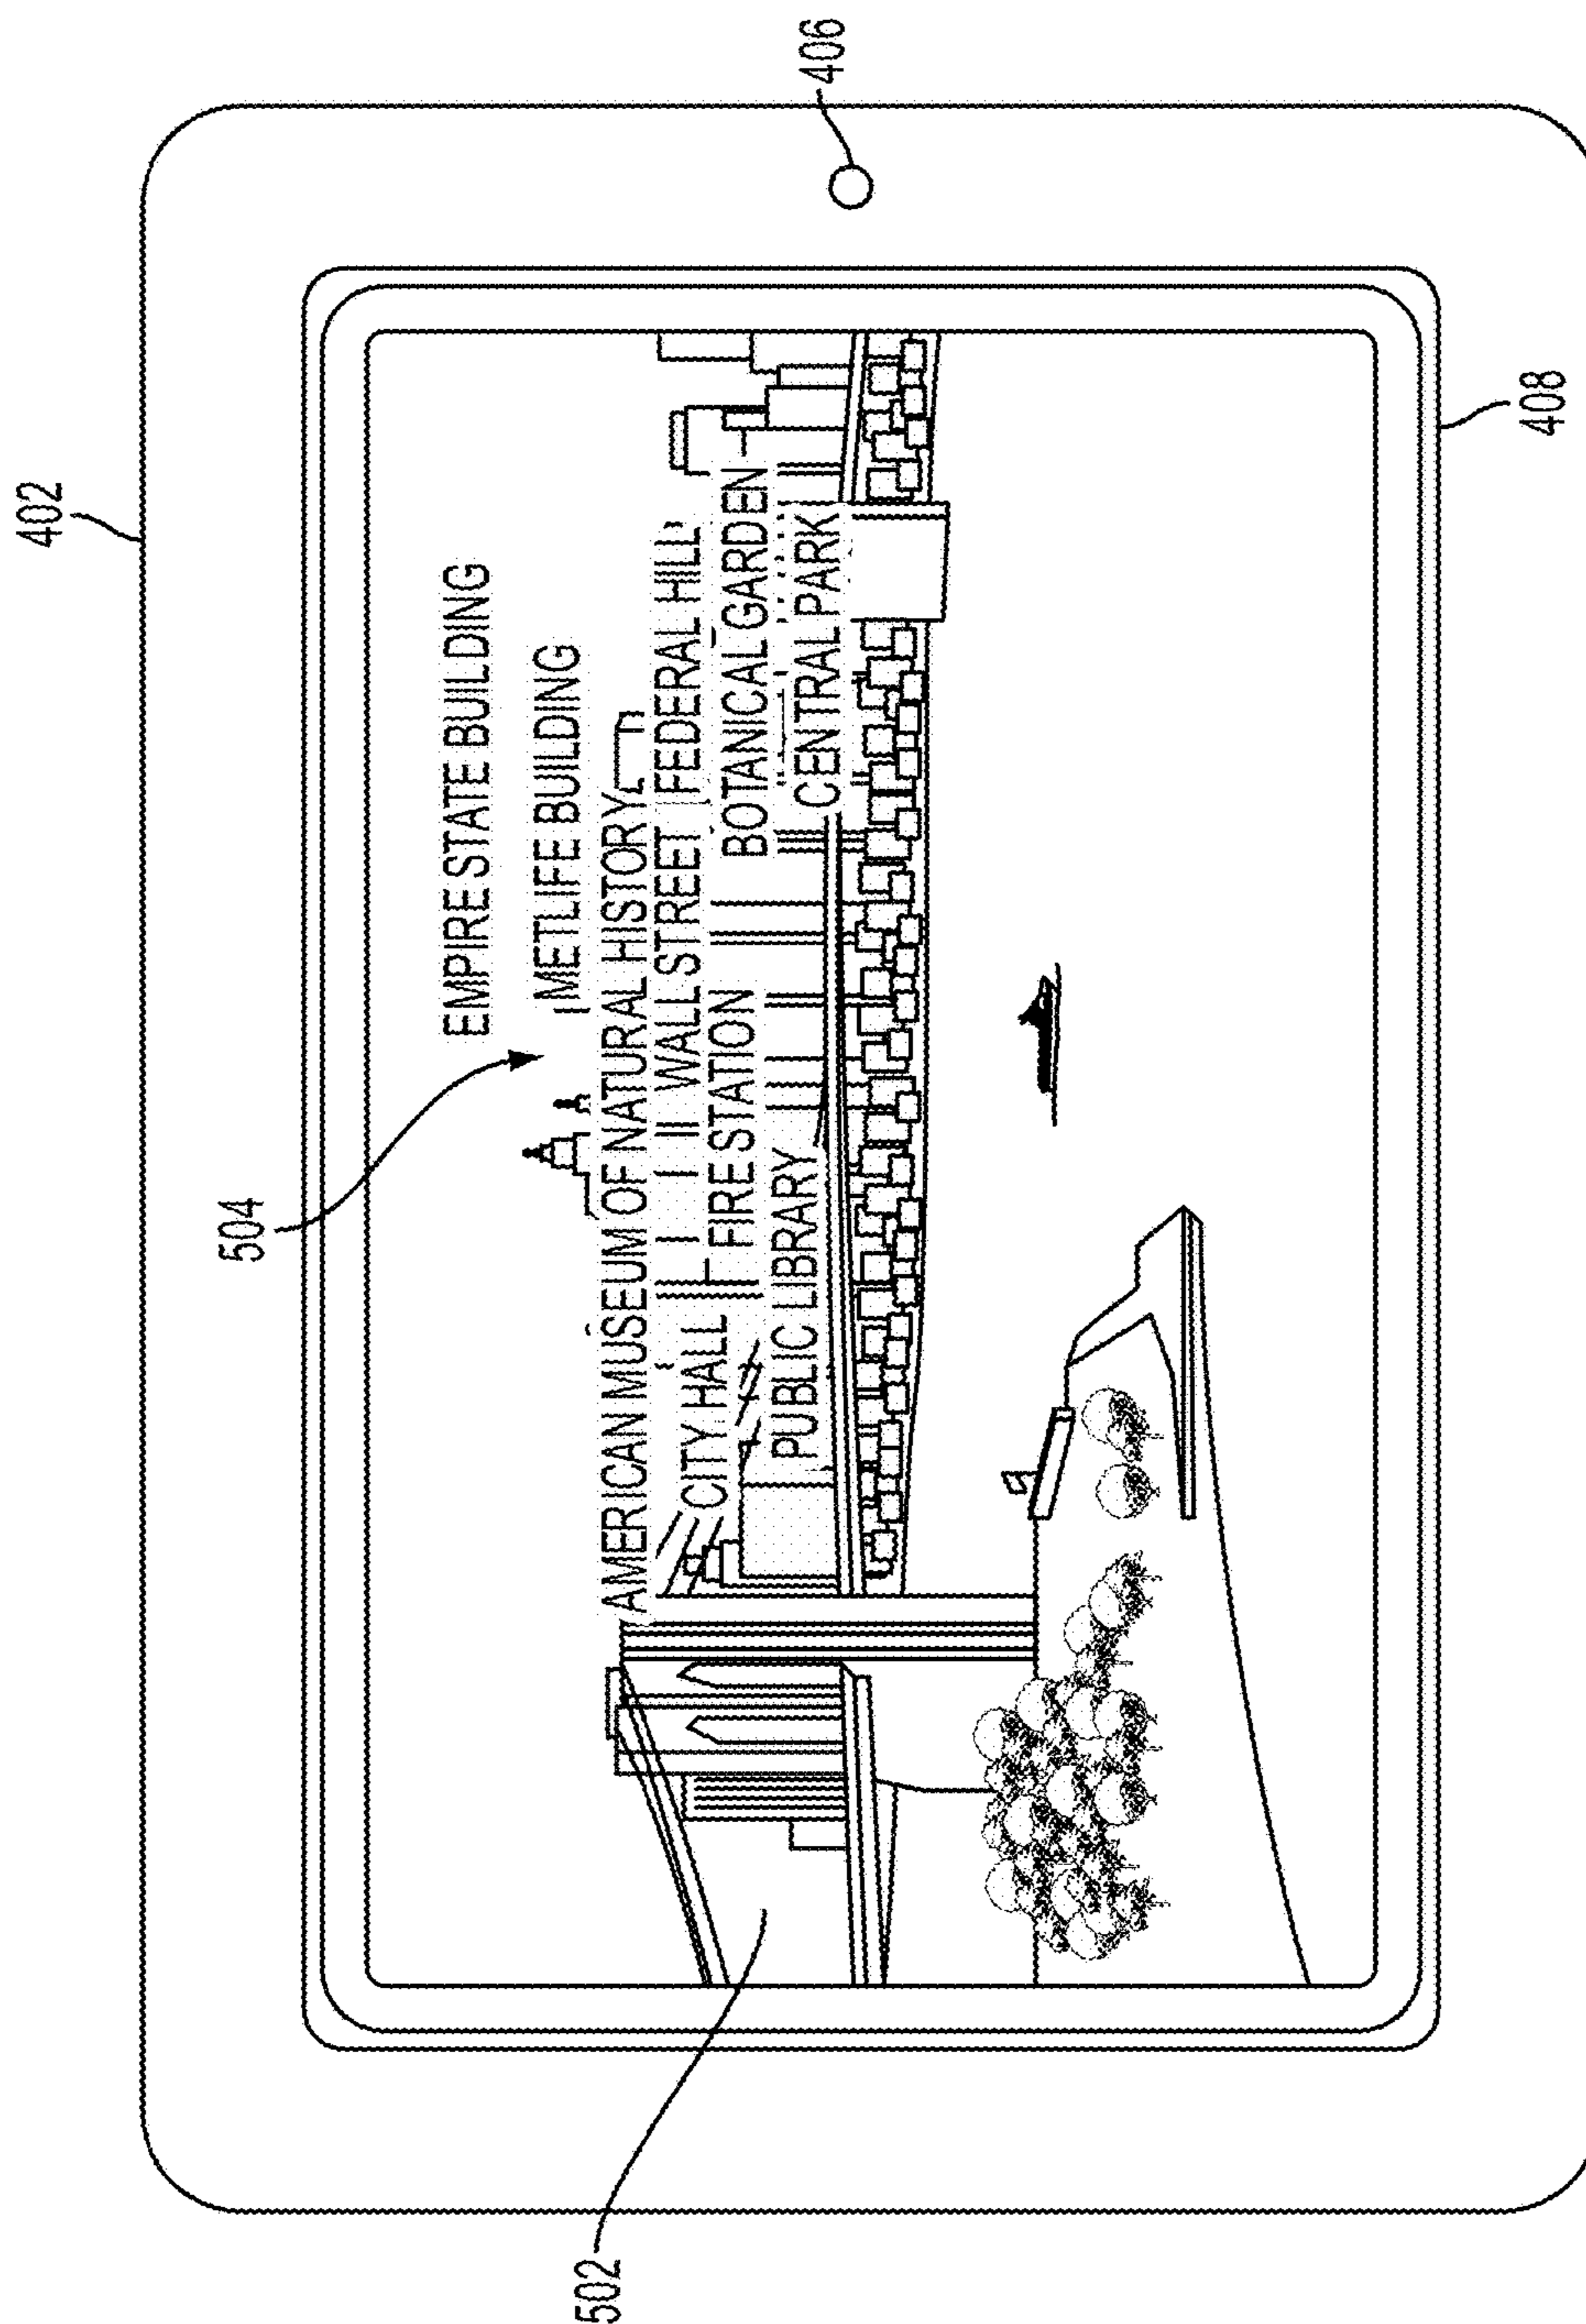 402
504
EMPIRE STATE BUILDING
METLIFE BUILDING
AMERICAN MUSEUM OF NATURAL HISTORY
WALL STREET FEDERAL HILL
CITY HALL
FIRE STATION
BOTANICAL GARDEN
PUBLIC LIBRARY
CENTRAL PARK
406
502
408